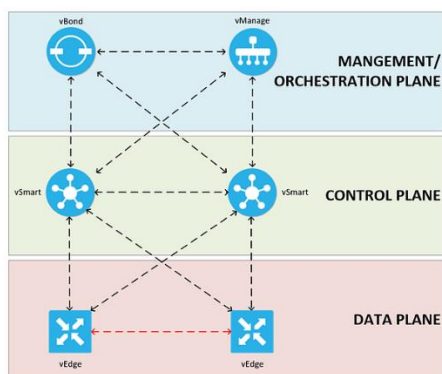 vBond
vManage
MANGEMENT/
ORCHESTRATION PLANE
vSmart
vSmart
CONTROL PLANE
DATA PLANE
vEdge
vEdge